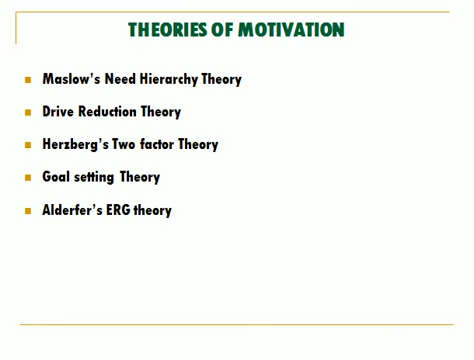 THEORIES OF MOTIVATION
Maslow's Need Hierarchy Theory
Drive Reduction Theory
Herzberg's Two factor Theory
Goal setting Theory
Alderfer's ERG theory